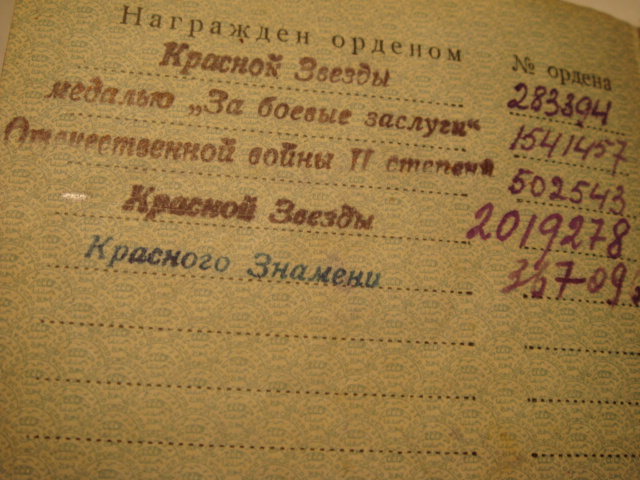 Награжден орденом № ордена
Красной Звезды 283894
медалью „За боевые заслуги“ 1541457
Отечественной войны II степени 502543
Красной Звезды 2019278
Красного Знамени